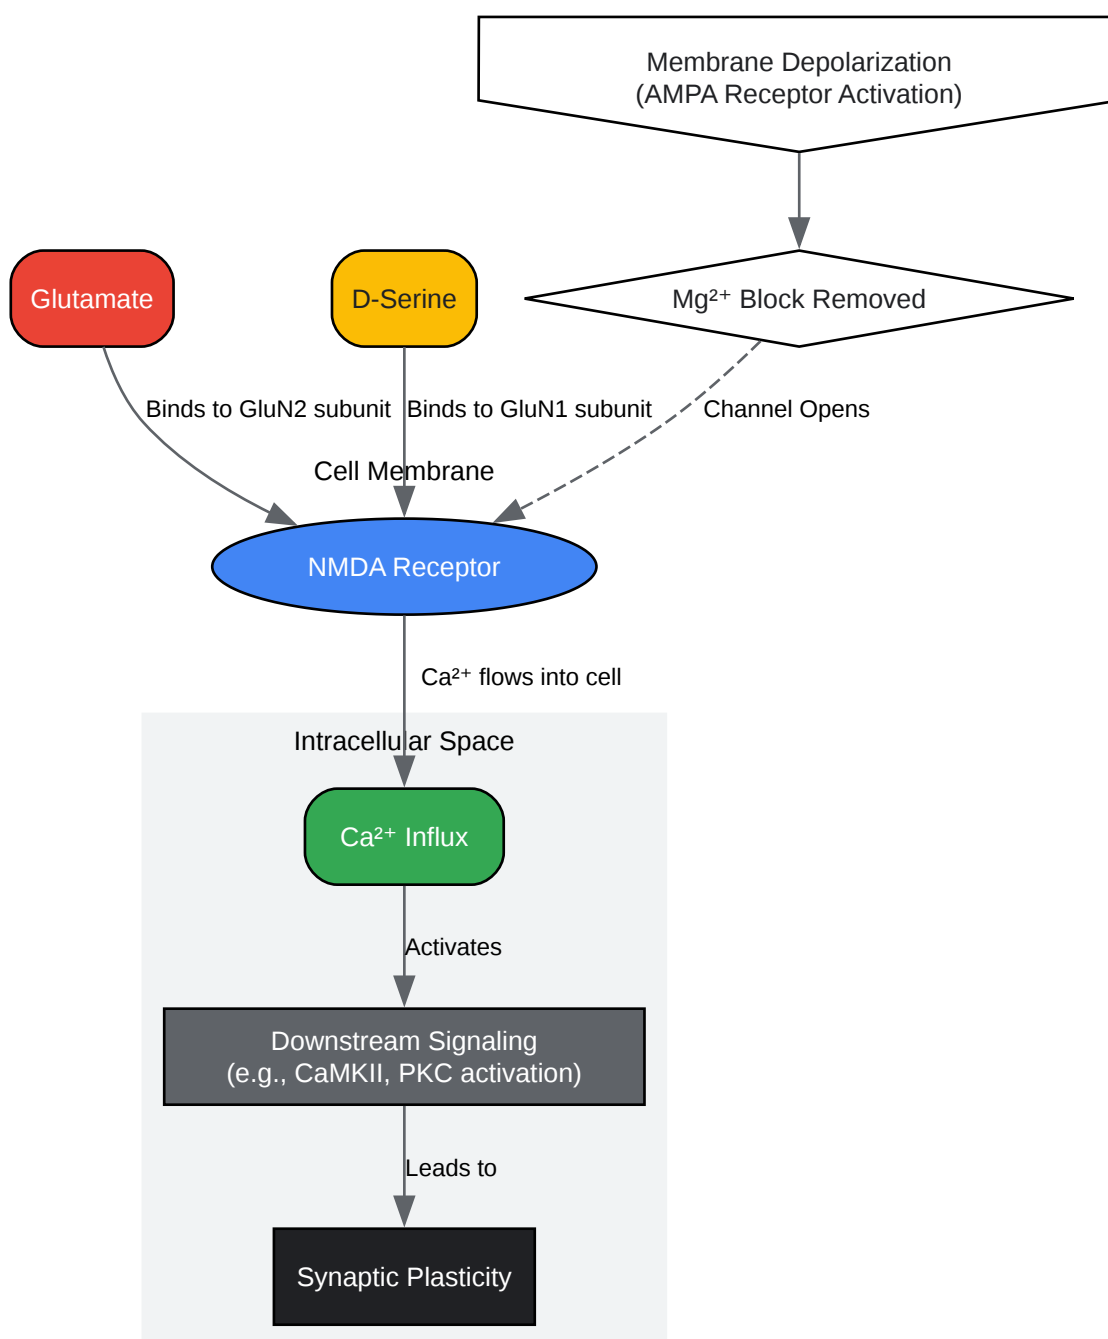 Membrane Depolarization
(AMPA Receptor Activation)
Glutamate
D-Serine
Mg²⁺ Block Removed
Binds to GluN2 subunit
Binds to GluN1 subunit
Channel Opens
Cell Membrane
NMDA Receptor
Ca²⁺ flows into cell
Intracellular Space
Ca²⁺ Influx
Activates
Downstream Signaling
(e.g., CaMKII, PKC activation)
Leads to
Synaptic Plasticity